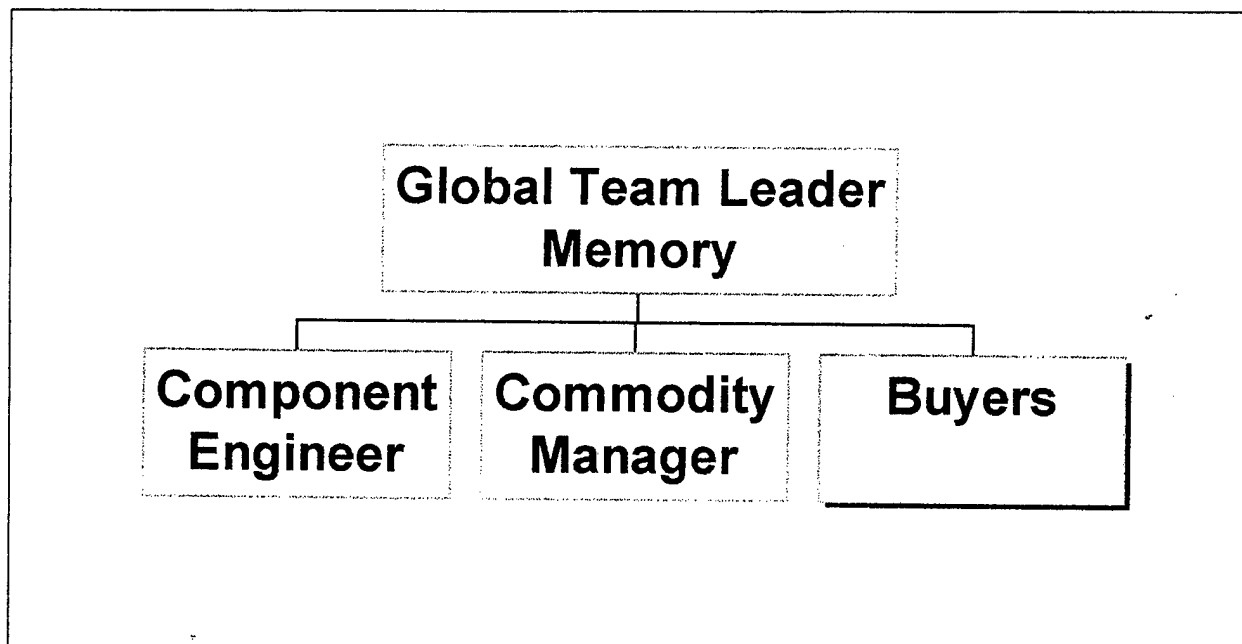 Global Team Leader
Memory
Component
Engineer
Commodity
Manager
Buyers